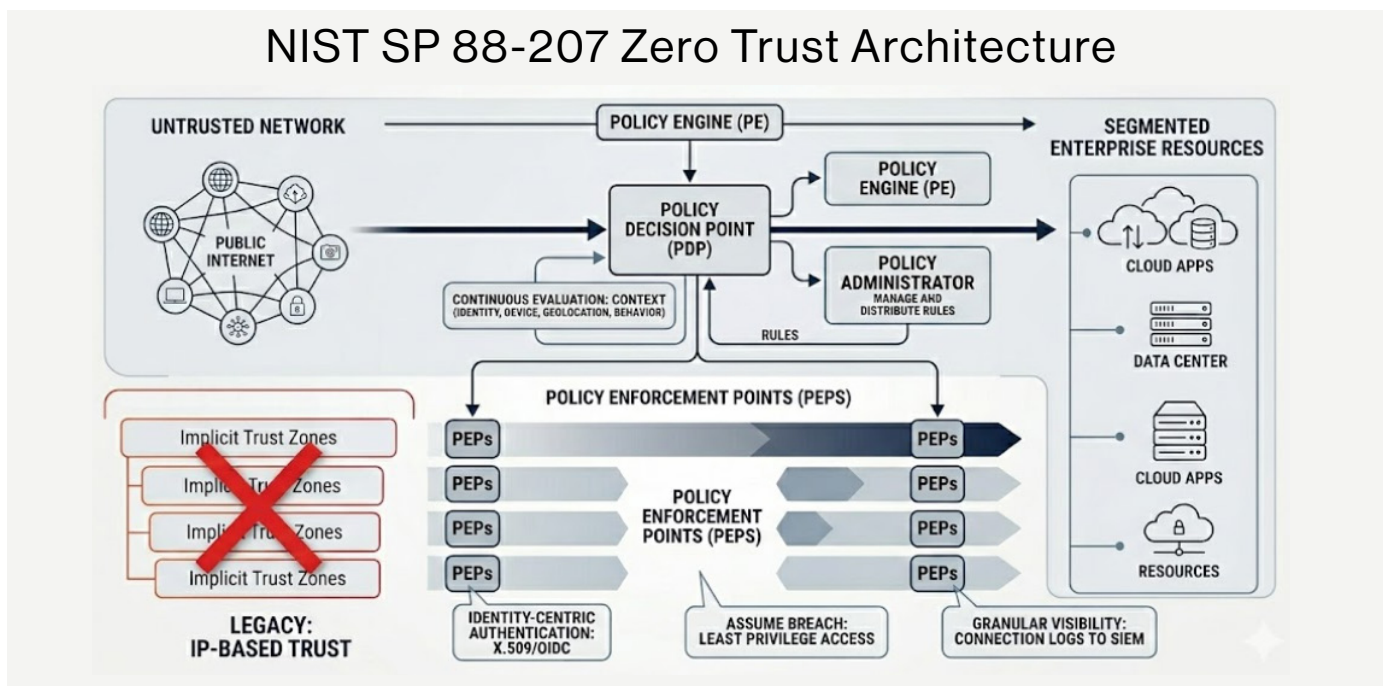 NIST SP 88-207 Zero Trust Architecture
UNTRUSTED NETWORK
POLICY ENGINE (PE)
SEGMENTED
ENTERPRISE RESOURCES
PUBLIC
INTERNET
POLICY
DECISION POINT
(PDP)
POLICY
ENGINE (PE)
POLICY
ADMINISTRATOR
MANAGE AND
DISTRIBUTE RULES
CONTINUOUS EVALUATION: CONTEXT
(IDENTITY, DEVICE, GEOLOCATION, BEHAVIOR)
RULES
CLOUD APPS
DATA CENTER
CLOUD APPS
RESOURCES
Implicit Trust Zones
Implicit Trust Zones
Implicit Trust Zones
Implicit Trust Zones
LEGACY:
IP-BASED TRUST
POLICY ENFORCEMENT POINTS (PEPS)
PEPs
PEPs
PEPs
PEPs
PEPs
PEPs
PEPs
PEPs
POLICY
ENFORCEMENT
POINTS (PEPS)
IDENTITY-CENTRIC
AUTHENTICATION:
X.509/OIDC
ASSUME BREACH:
LEAST PRIVILEGE ACCESS
GRANULAR VISIBILITY:
CONNECTION LOGS TO SIEM